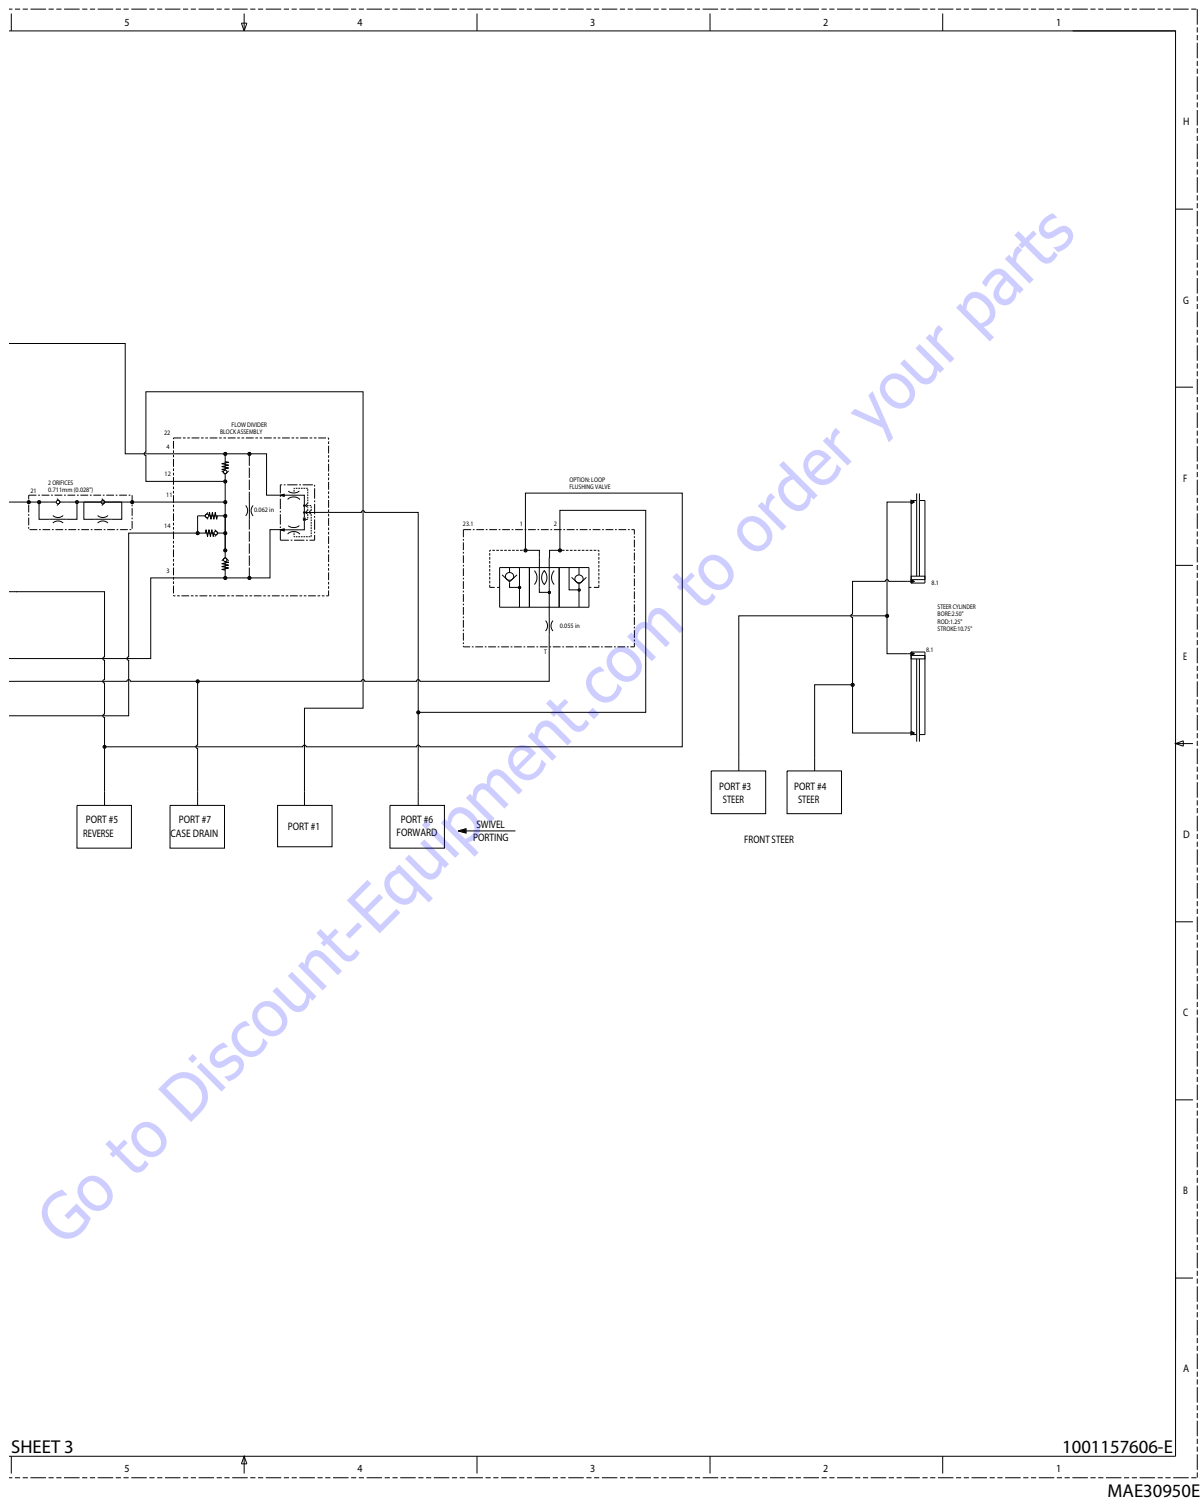 5 4 3 2 1
H
G
F
E
D
C
B
A
FLOW DIVIDER
BLOCK ASSEMBLY
22
4
12
11
14
3
0.062 in
2 ORIFICES
0.711mm (0.028")
21
OPTION: LOOP
FLUSHING VALVE
23.1
1
2
0.055 in
T
8.1
STEER CYLINDER
BORE:2.50"
ROD:1.25"
STROKE:10.75"
8.1
PORT #5
REVERSE
PORT #7
CASE DRAIN
PORT #1
PORT #6
FORWARD
SWIVEL
PORTING
PORT #3
STEER
PORT #4
STEER
FRONT STEER
Go to Discount-Equipment.com to order your parts
SHEET 3
1001157606-E
5 4 3 2 1
MAE30950E